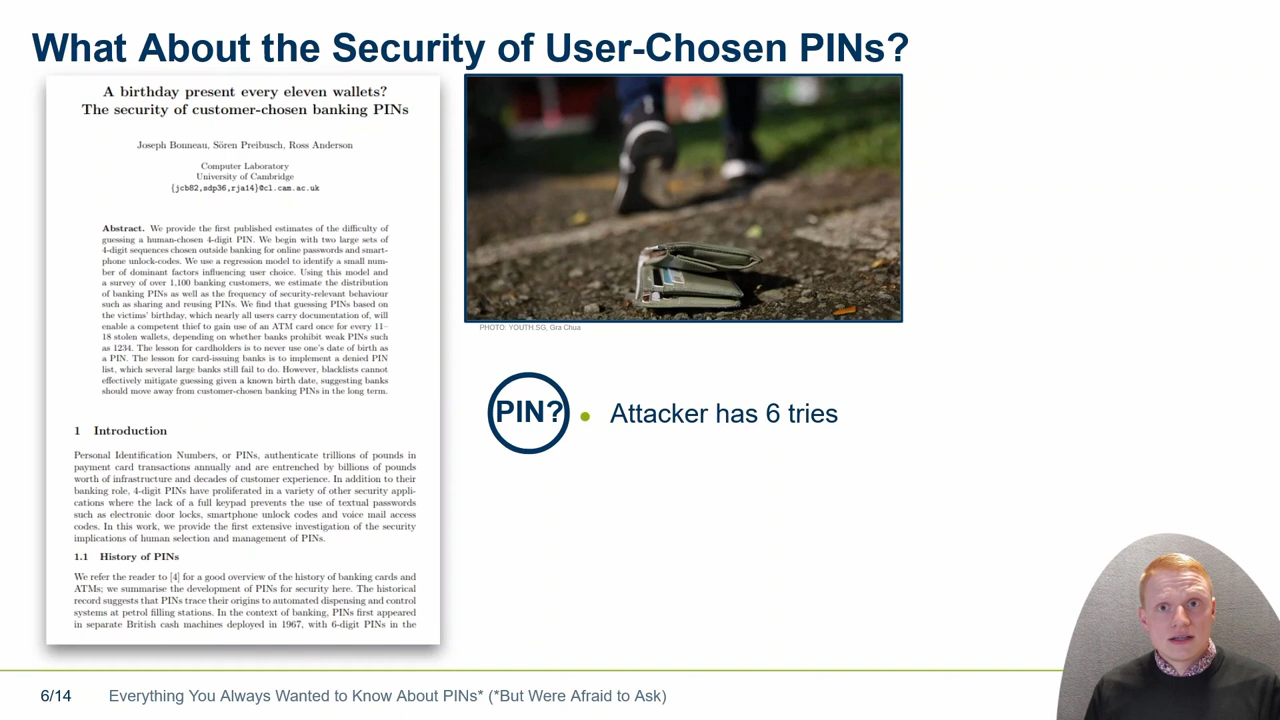 What About the Security of User-Chosen PINs?
A birthday present every eleven wallets?
The security of customer-chosen banking PINs
Joseph Bonneau, Sören Preibusch, Ross Anderson
Computer Laboratory
University of Cambridge
{jcb82,sdp36,rja14}@cl.cam.ac.uk
Abstract. We provide the first published estimates of the difficulty of
guessing a human-chosen 4-digit PIN. We begin with two large sets of
4-digit sequences chosen outside banking for online passwords and smart-
phone unlock-codes. We use a regression model to identify a small num-
ber of dominant factors influencing user choice. Using this model and
a survey of over 1,100 banking customers, we estimate the distribution
of banking PINs as well as the frequency of security-relevant behaviour
such as sharing and reusing PINs. We find that guessing PINs based on
the victims' birthday, which nearly all users carry documentation of, will
enable a competent thief to gain use of an ATM card once for every 11–
18 stolen wallets, depending on whether banks prohibit weak PINs such
as 1234. The lesson for cardholders is to never use one's date of birth as
a PIN. The lesson for card-issuing banks is to implement a denied PIN
list, which several large banks still fail to do. However, blacklists cannot
effectively mitigate guessing given a known birth date, suggesting banks
should move away from customer-chosen banking PINs in the long term.
1 Introduction
Personal Identification Numbers, or PINs, authenticate trillions of pounds in
payment card transactions annually and are entrenched by billions of pounds
worth of infrastructure and decades of customer experience. In addition to their
banking role, 4-digit PINs have proliferated in a variety of other security appli-
cations where the lack of a full keypad prevents the use of textual passwords
such as electronic door locks, smartphone unlock codes and voice mail access
codes. In this work, we provide the first extensive investigation of the security
implications of human selection and management of PINs.
1.1 History of PINs
We refer the reader to [4] for a good overview of the history of banking cards and
ATMs; we summarise the development of PINs for security here. The historical
record suggests that PINs trace their origins to automated dispensing and control
systems at petrol filling stations. In the context of banking, PINs first appeared
in separate British cash machines deployed in 1967, with 6-digit PINs in the
PHOTO: YOUTH.SG, Gra Chua
PIN?
• Attacker has 6 tries
6/14 Everything You Always Wanted to Know About PINs* (*But Were Afraid to Ask)